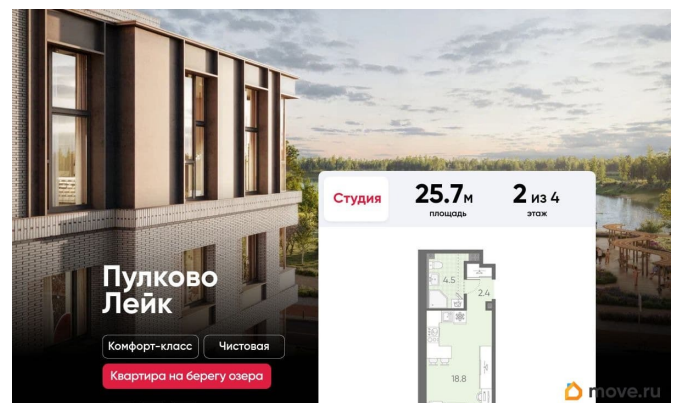 Студия
25.7м
площадь
2 из 4
этаж
4.5
2.4
18.8
Пулково
Лейк
Комфорт-класс
Чистовая
Квартира на берегу озера
move.ru